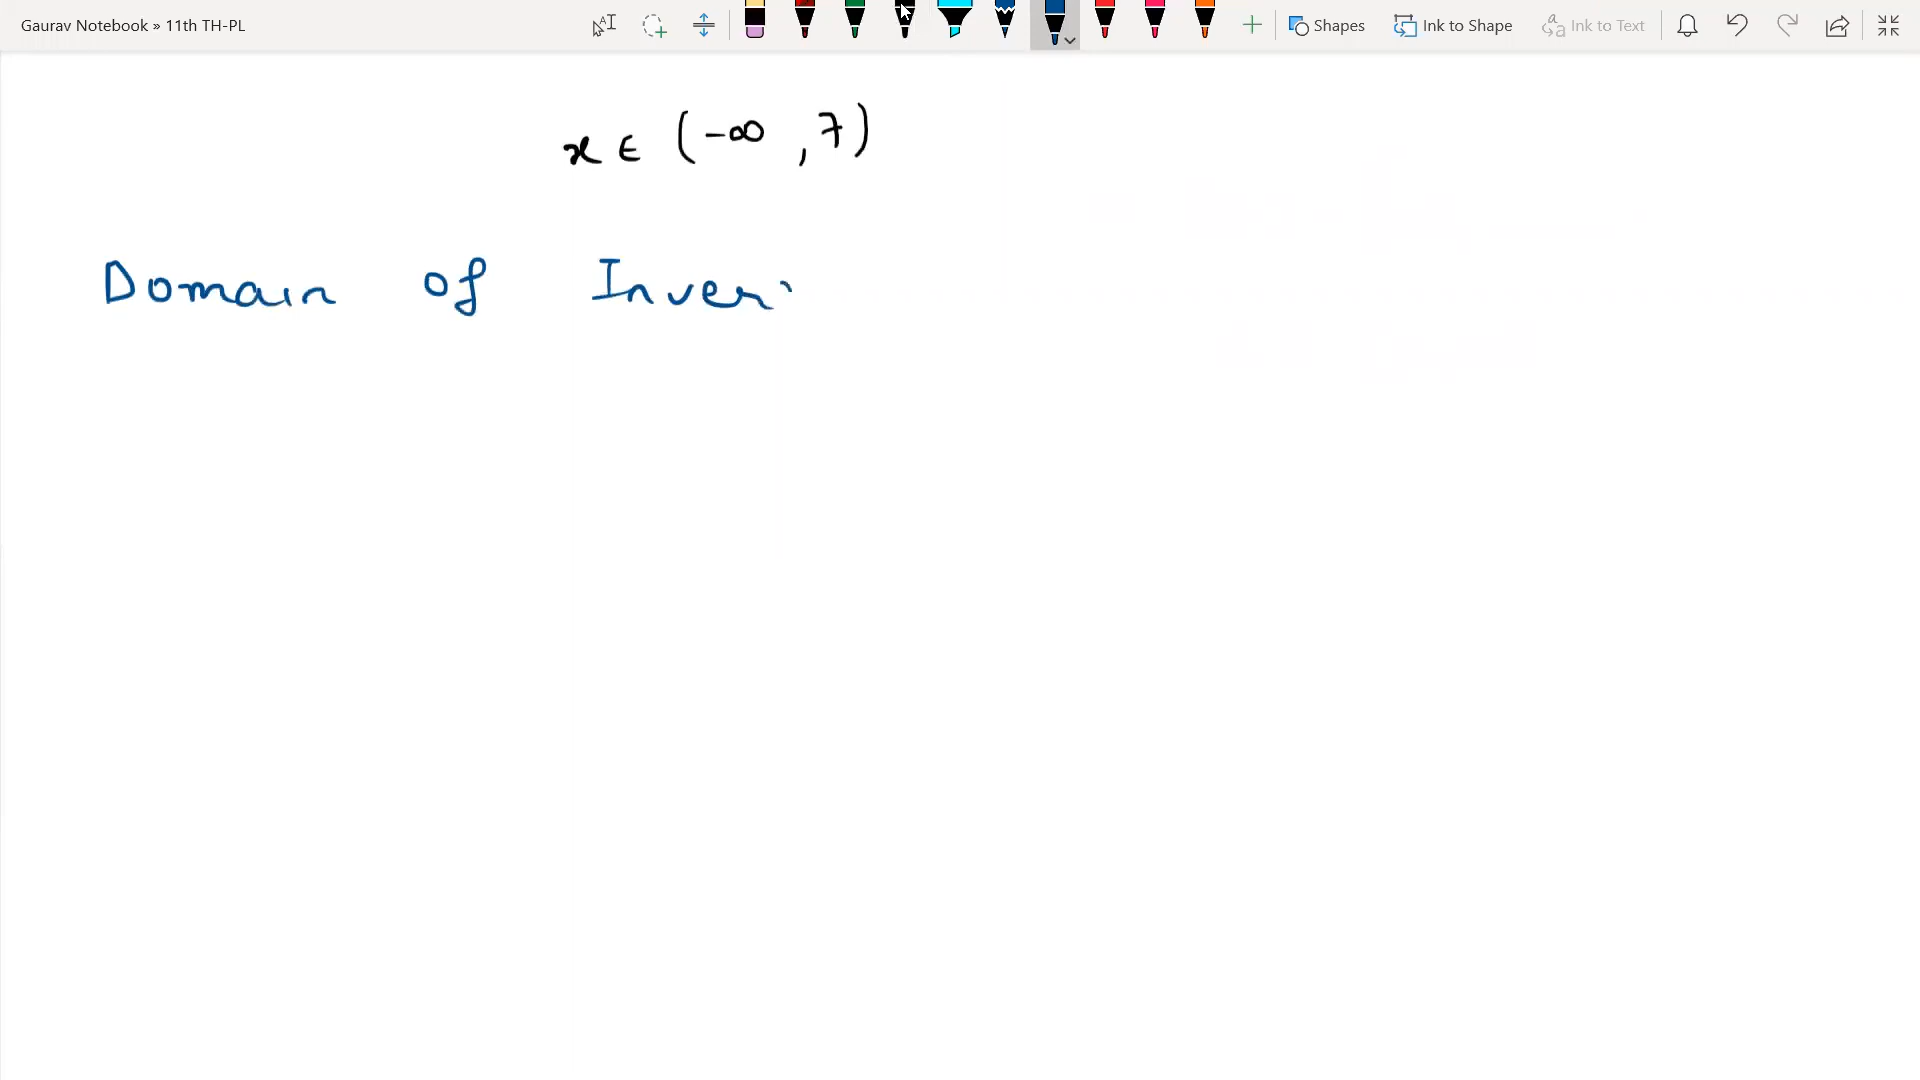 Gaurav Notebook » 11th TH-PL
Shapes
Ink to Shape
Ink to Text
x ∈ (-∞ , 7)
Domain of Inver